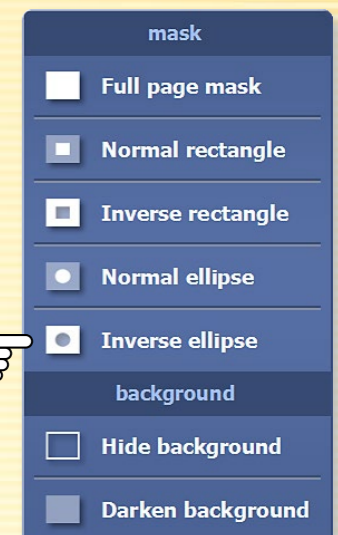 mask
Full page mask
Normal rectangle
Inverse rectangle
Normal ellipse
Inverse ellipse
background
Hide background
Darken background